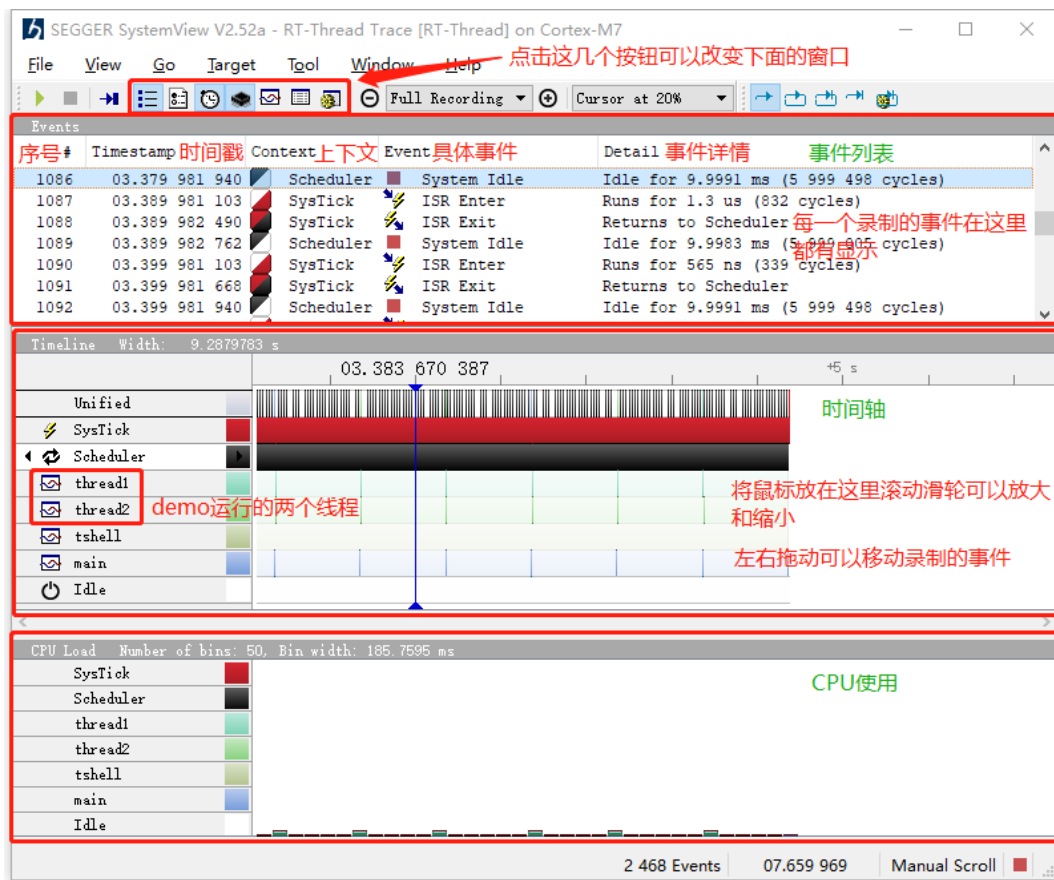 SEGGER SystemView V2.52a - RT-Thread Trace [RT-Thread] on Cortex-M7
File View Go Target Tool Window Help
点击这几个按钮可以改变下面的窗口
Full Recording Cursor at 20%
Events
序号# Timestamp 时间戳 Context 上下文 Event 具体事件 Detail 事件详情 事件列表
1086 03.379 981 940 Scheduler System Idle Idle for 9.9991 ms (5 999 498 cycles)
1087 03.389 981 103 SysTick ISR Enter Runs for 1.3 us (832 cycles)
1088 03.389 982 490 SysTick ISR Exit Returns to Scheduler
每一个录制的事件在这里
都有显示
1089 03.389 982 762 Scheduler System Idle Idle for 9.9983 ms (5 999 005 cycles)
1090 03.399 981 103 SysTick ISR Enter Runs for 565 ns (339 cycles)
1091 03.399 981 668 SysTick ISR Exit Returns to Scheduler
1092 03.399 981 940 Scheduler System Idle Idle for 9.9991 ms (5 999 498 cycles)
Timeline Width: 9.2879783 s
03.383 670 387 +5 s
Unified
时间轴
SysTick
Scheduler
thread1
thread2
demo运行的两个线程
将鼠标放在这里滚动滑轮可以放大
和缩小
tshell
main
左右拖动可以移动录制的事件
Idle
CPU Load Number of bins: 50, Bin width: 185.7595 ms
SysTick
CPU使用
Scheduler
thread1
thread2
tshell
main
Idle
2 468 Events 07.659 969 Manual Scroll